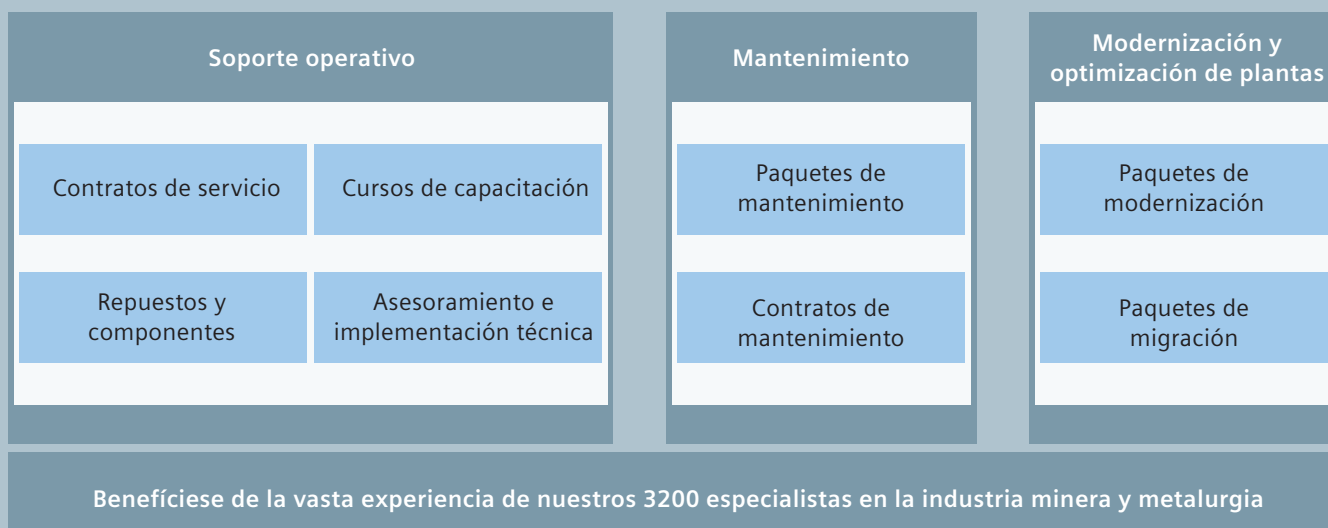 Soporte operativo
Contratos de servicio
Cursos de capacitación
Repuestos y
componentes
Asesoramiento e
implementación técnica
Mantenimiento
Paquetes de
mantenimiento
Contratos de
mantenimiento
Modernización y
optimización de plantas
Paquetes de
modernización
Paquetes de
migración
Benefíciese de la vasta experiencia de nuestros 3200 especialistas en la industria minera y metalurgia